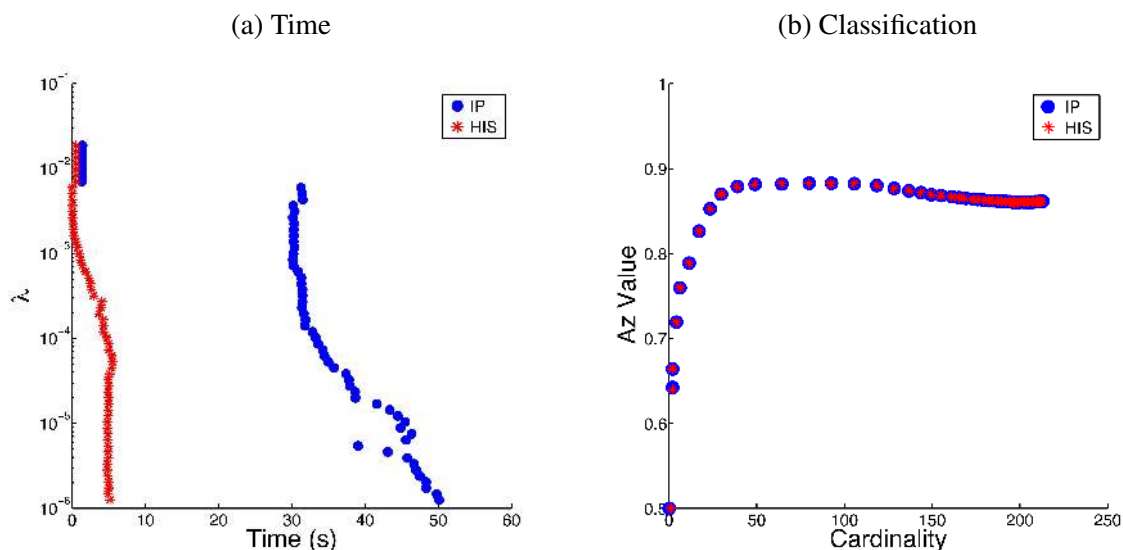 (a) Time
(b) Classification
10⁻¹
10⁻²
10⁻³
10⁻⁴
10⁻⁵
10⁻⁶
λ
0 10 20 30 40 50 60
Time (s)
IP
HIS
1
0.9
0.8
0.7
0.6
0.5
Az Value
0 50 100 150 200 250
Cardinality
IP
HIS